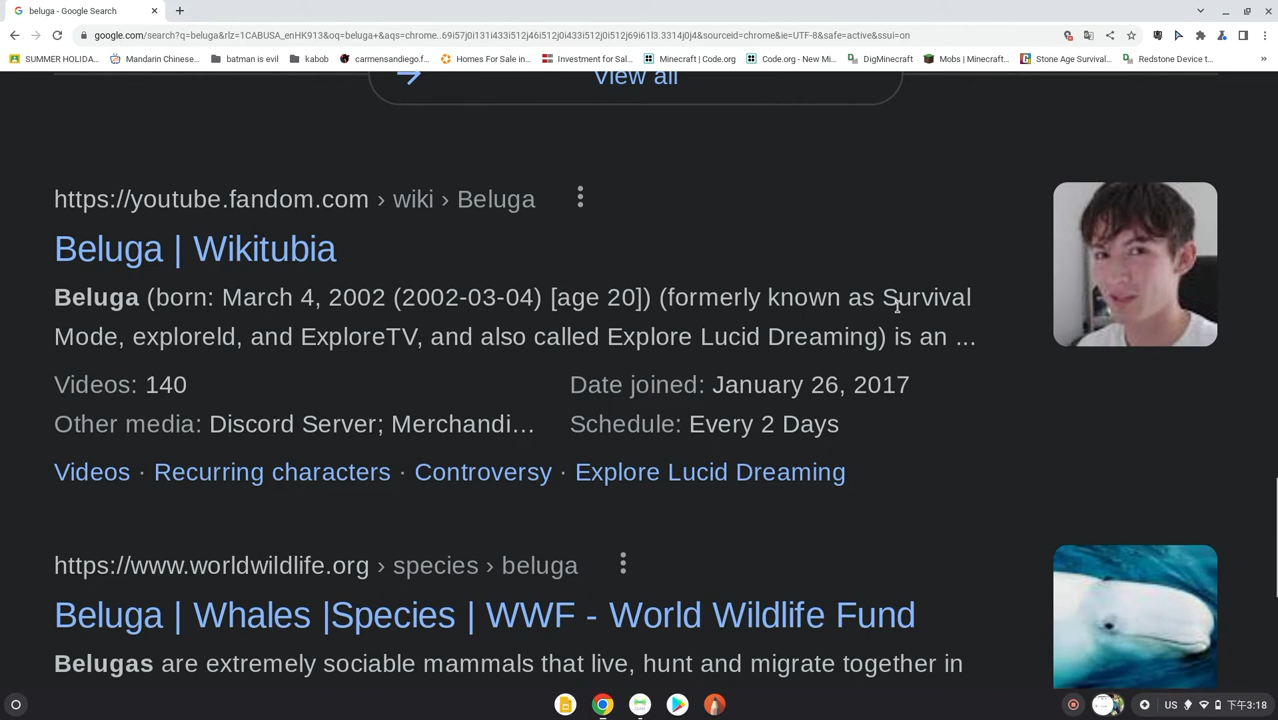 beluga - Google Search
google.com/search?q=beluga&rlz=1CABUSA_enHK913&oq=beluga+&aqs=chrome..69i57j0i131i433i512j46i512j0i433i512j0i512j69i61l3.3314j0j4&sourceid=chrome&ie=UTF-8&safe=active&ssui=on
SUMMER HOLIDA... Mandarin Chinese... batman is evil kabob carmensandiego.f... Homes For Sale in... Investment for Sal... Minecraft | Code.org Code.org - New Mi... DigMinecraft Mobs | Minecraft... Stone Age Survival... Redstone Device t... »
View all
https://youtube.fandom.com › wiki › Beluga
Beluga | Wikitubia
Beluga (born: March 4, 2002 (2002-03-04) [age 20]) (formerly known as Survival
Mode, exploreld, and ExploreTV, and also called Explore Lucid Dreaming) is an ...
Videos: 140 Date joined: January 26, 2017
Other media: Discord Server; Merchandi... Schedule: Every 2 Days
Videos · Recurring characters · Controversy · Explore Lucid Dreaming
https://www.worldwildlife.org › species › beluga
Beluga | Whales |Species | WWF - World Wildlife Fund
Belugas are extremely sociable mammals that live, hunt and migrate together in
US 下午3:18